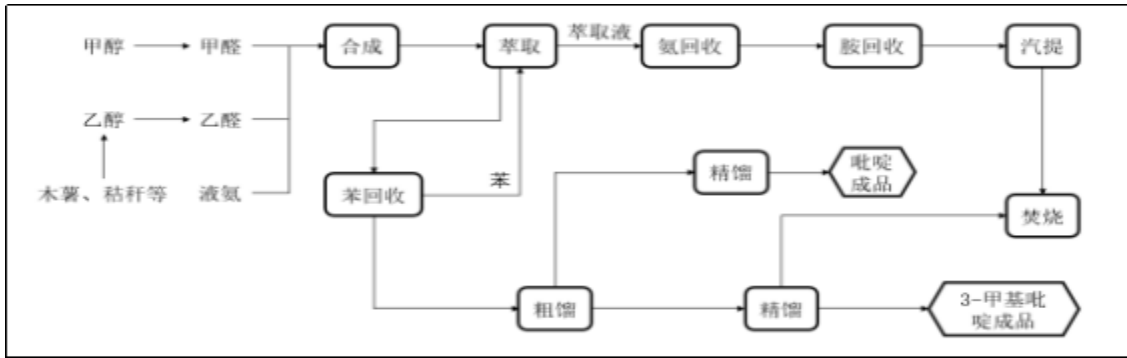 甲醇
甲醛
合成
萃取
萃取液
氨回收
胺回收
汽提
乙醇
乙醛
木薯、秸秆等
液氨
苯回收
苯
精馏
吡啶
成品
焚烧
粗馏
精馏
3-甲基吡
啶成品